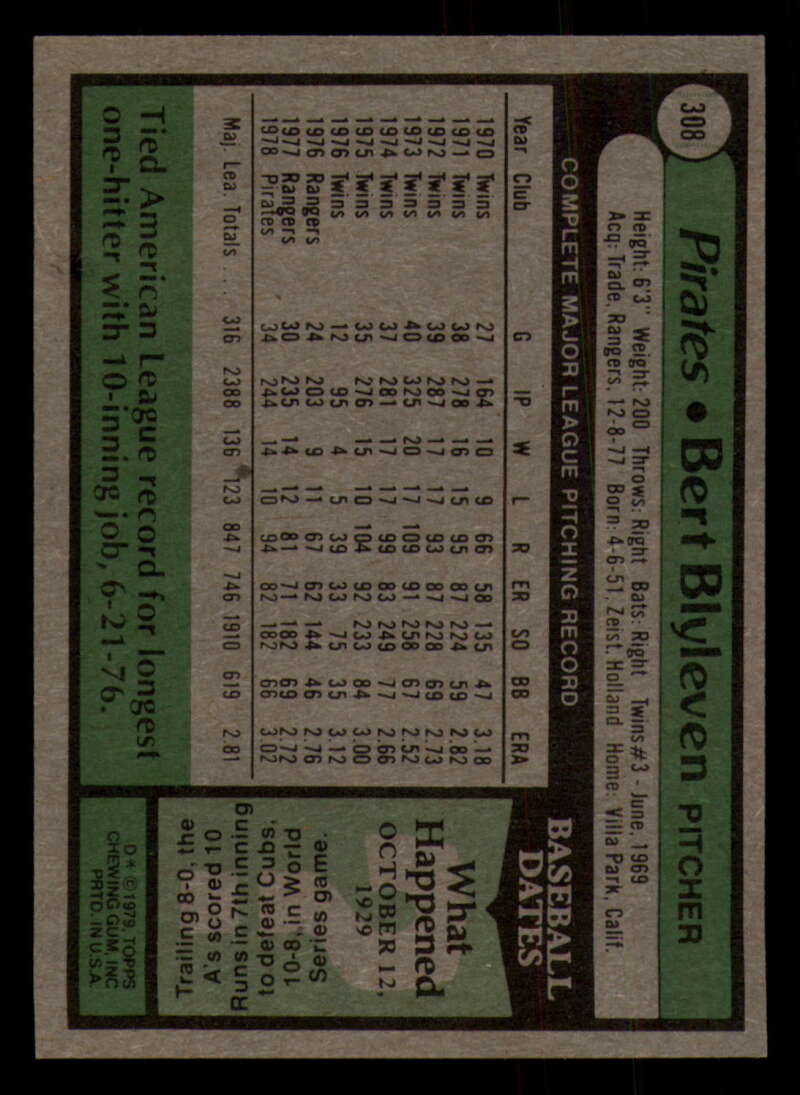 308
Pirates • Bert Blyleven PITCHER
Height: 6'3" Weight: 200 Throws: Right Bats: Right Twins #3 - June, 1969
Acq: Trade, Rangers, 12-8-77 Born: 4-6-51, Zeist, Holland Home: Villa Park, Calif.
COMPLETE MAJOR LEAGUE PITCHING RECORD
Year Club G IP W L R ER SO BB ERA
1970 Twins 27 164 10 9 66 58 135 47 3.18
1971 Twins 38 278 16 15 95 87 224 59 2.82
1972 Twins 39 287 17 17 93 87 228 69 2.73
1973 Twins 40 325 20 17 109 91 258 67 2.52
1974 Twins 37 281 17 17 99 83 249 77 2.66
1975 Twins 35 276 15 10 104 92 233 84 3.00
1976 Twins 12 95 4 5 39 33 75 35 3.12
1976 Rangers 24 203 9 11 67 62 144 46 2.76
1977 Rangers 30 235 14 12 81 71 182 69 2.72
1978 Pirates 34 244 14 10 94 82 182 66 3.02
Maj. Lea. Totals . . . . 316 2388 136 123 847 746 1910 619 2.81
Tied American League record for longest
one-hitter with 10-inning job, 6-21-76.
BASEBALL
DATES
What
Happened
OCTOBER 12,
1929
Trailing 8-0, the
A's scored 10
Runs in 7th inning
to defeat Cubs,
10-8, in World
Series game.
D* © 1979, TOPPS
CHEWING GUM, INC
PRTD. IN U.S.A.